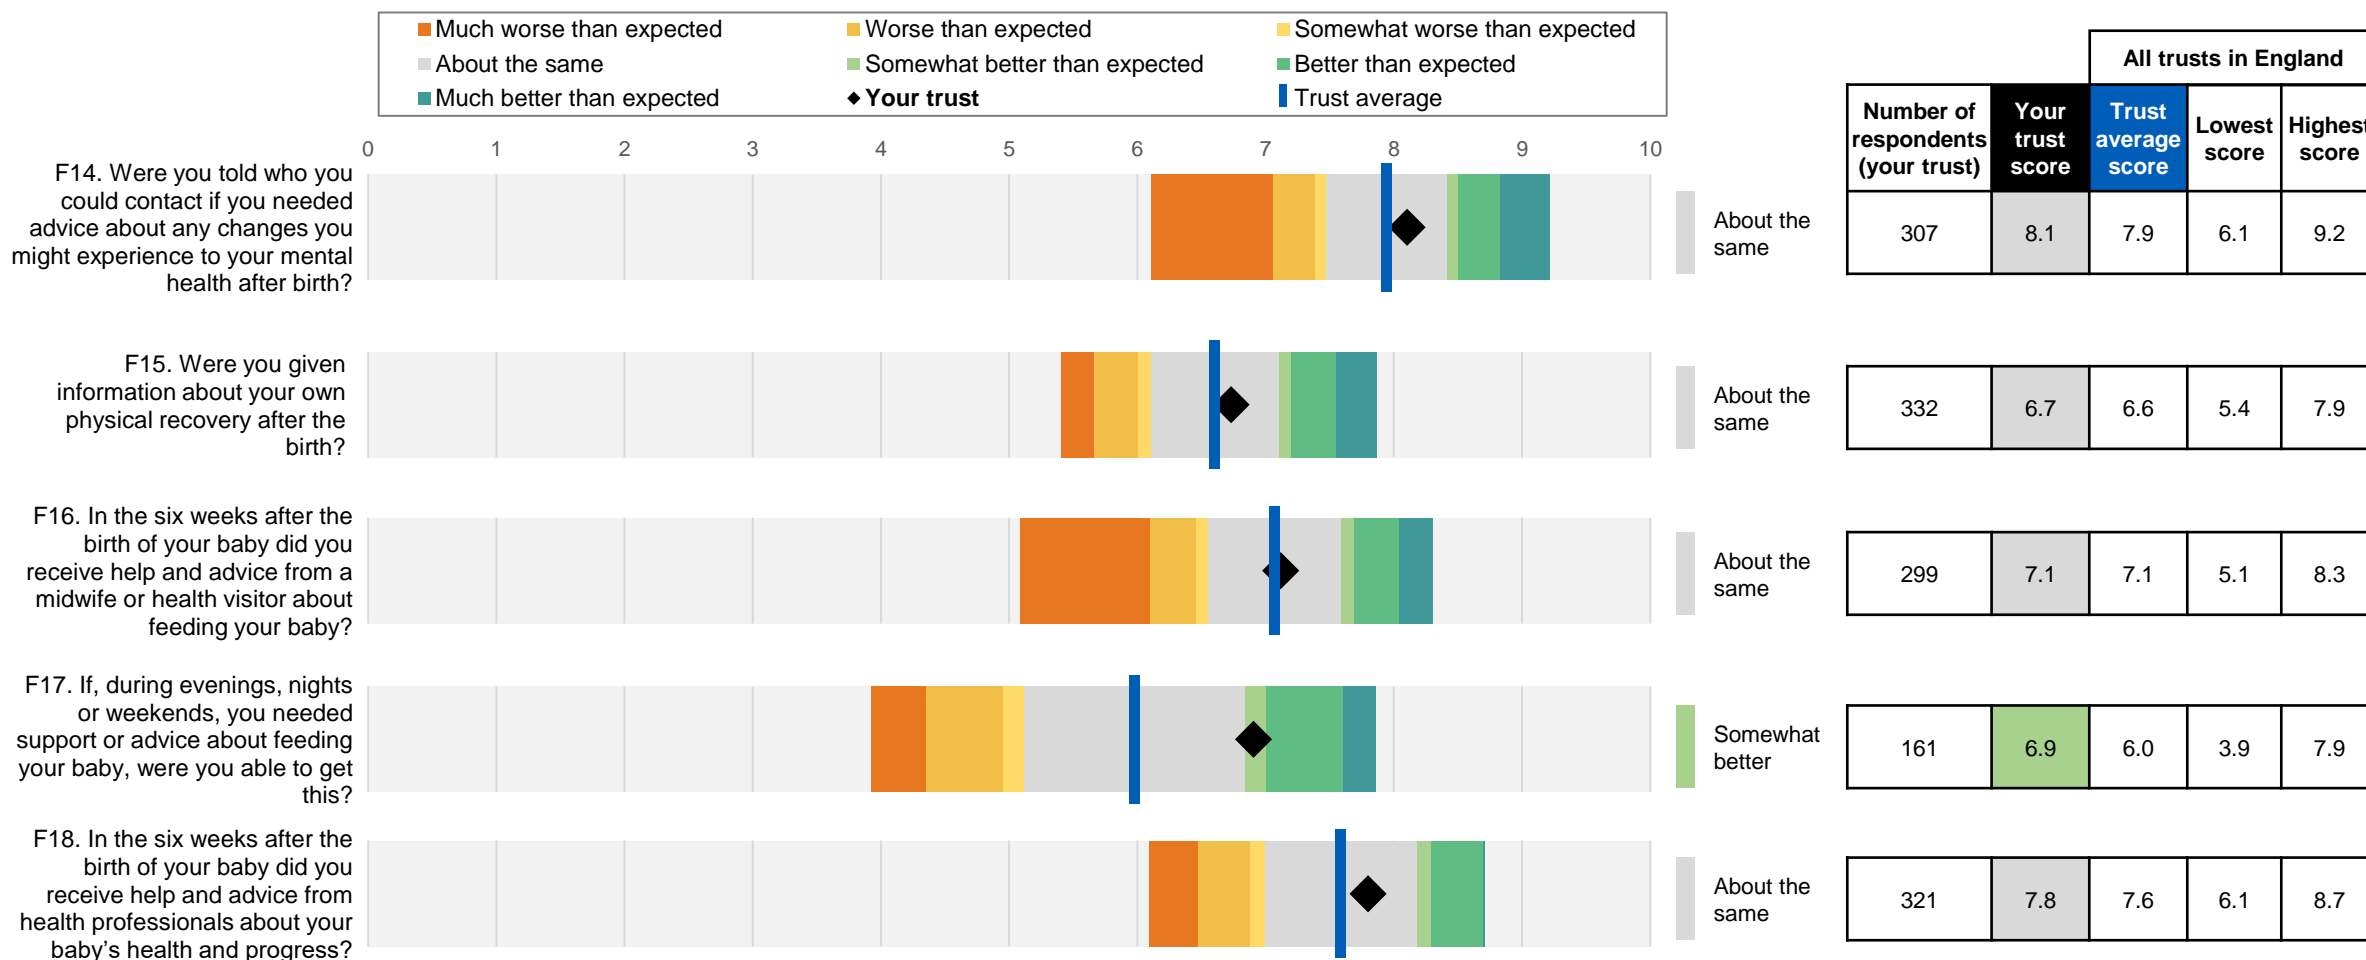 Much worse than expected
Worse than expected
Somewhat worse than expected
About the same
Somewhat better than expected
Better than expected
Much better than expected
Your trust
Trust average
All trusts in England
Number of
respondents
(your trust)
Your
trust
score
Trust
average
score
Lowest
score
Highest
score
0 1 2 3 4 5 6 7 8 9 10
F14. Were you told who you
could contact if you needed
advice about any changes you
might experience to your mental
health after birth?
About the
same
307 8.1 7.9 6.1 9.2
F15. Were you given
information about your own
physical recovery after the
birth?
About the
same
332 6.7 6.6 5.4 7.9
F16. In the six weeks after the
birth of your baby did you
receive help and advice from a
midwife or health visitor about
feeding your baby?
About the
same
299 7.1 7.1 5.1 8.3
F17. If, during evenings, nights
or weekends, you needed
support or advice about feeding
your baby, were you able to get
this?
Somewhat
better
161 6.9 6.0 3.9 7.9
F18. In the six weeks after the
birth of your baby did you
receive help and advice from
health professionals about your
baby's health and progress?
About the
same
321 7.8 7.6 6.1 8.7